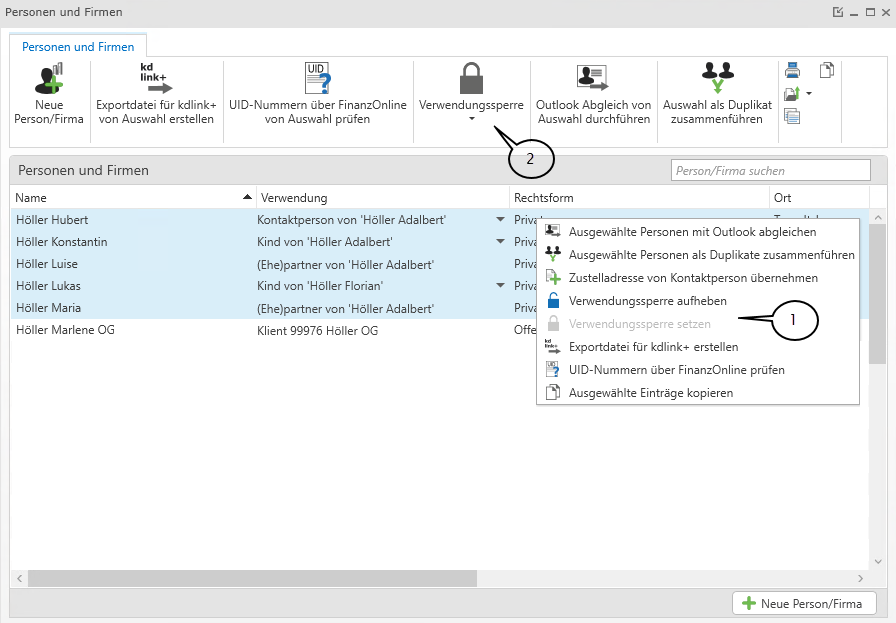 Personen und Firmen
Personen und Firmen
Neue
Person/Firma
kd
link+
Exportdatei für kdlink+
von Auswahl erstellen
UID
UID-Nummern über FinanzOnline
von Auswahl prüfen
Verwendungssperre
Outlook Abgleich von
Auswahl durchführen
Auswahl als Duplikat
zusammenführen
2
Personen und Firmen
Person/Firma suchen
Name Verwendung Rechtsform Ort
Höller Hubert Kontaktperson von 'Höller Adalbert'
Höller Konstantin Kind von 'Höller Adalbert'
Höller Luise (Ehe)partner von 'Höller Adalbert'
Höller Lukas Kind von 'Höller Florian'
Höller Maria (Ehe)partner von 'Höller Adalbert'
Höller Marlene OG Klient 99976 Höller OG
Ausgewählte Personen mit Outlook abgleichen
Ausgewählte Personen als Duplikate zusammenführen
Zustelladresse von Kontaktperson übernehmen
Verwendungssperre aufheben
Verwendungssperre setzen
1
kd
link+
Exportdatei für kdlink+ erstellen
UID
UID-Nummern über FinanzOnline prüfen
Ausgewählte Einträge kopieren
Neue Person/Firma